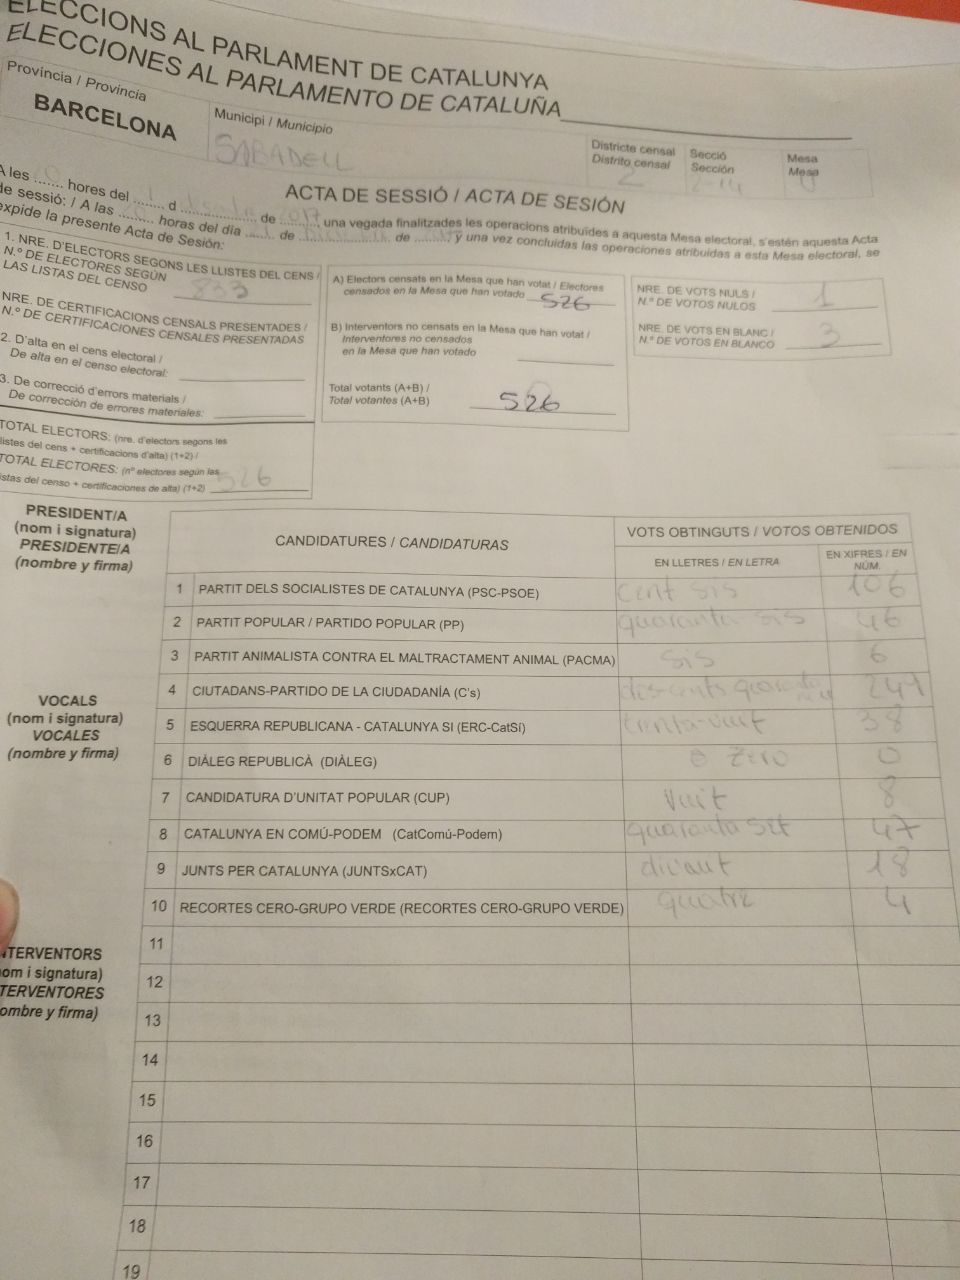 ELECCIONS AL PARLAMENT DE CATALUNYA
ELECCIONES AL PARLAMENTO DE CATALUÑA
Província / Provincia
BARCELONA
Municipi / Municipio
SABADELL
Districte censal
Distrito censal
2
Secció
Sección
Mesa
Mesa
ACTA DE SESSIÓ / ACTA DE SESIÓN
A les ....... hores del ........ d .................... de 2017, una vegada finalitzades les operacions atribuïdes a aquesta Mesa electoral, s'estén aquesta Acta
de sessió: / A las ......... horas del día ....... de ................ de .......... y una vez concluidas las operaciones atribuidas a esta Mesa electoral, se
expide la presente Acta de Sesión:
1. NRE. D'ELECTORS SEGONS LES LLISTES DEL CENS /
N.º DE ELECTORES SEGÚN
LAS LISTAS DEL CENSO 833
NRE. DE CERTIFICACIONS CENSALS PRESENTADES /
N.º DE CERTIFICACIONES CENSALES PRESENTADAS
2. D'alta en el cens electoral /
De alta en el censo electoral:
3. De correcció d'errors materials /
De corrección de errores materiales:
TOTAL ELECTORS: (nre. d'electors segons les
llistes del cens + certificacions d'alta) (1+2) /
TOTAL ELECTORES: (nº electores según las
listas del censo + certificaciones de alta) (1+2) 526
A) Electors censats en la Mesa que han votat / Electores
censados en la Mesa que han votado 526
B) Interventors no censats en la Mesa que han votat /
Interventores no censados
en la Mesa que han votado
Total votants (A+B) /
Total votantes (A+B) 526
NRE. DE VOTS NULS /
N.º DE VOTOS NULOS 1
NRE. DE VOTS EN BLANC /
N.º DE VOTOS EN BLANCO 3
PRESIDENT/A
(nom i signatura)
PRESIDENTE/A
(nombre y firma)
VOCALS
(nom i signatura)
VOCALES
(nombre y firma)
INTERVENTORS
(nom i signatura)
INTERVENTORES
(nombre y firma)
CANDIDATURES / CANDIDATURAS
VOTS OBTINGUTS / VOTOS OBTENIDOS
EN LLETRES / EN LETRA
EN XIFRES / EN
NÚM.
1 PARTIT DELS SOCIALISTES DE CATALUNYA (PSC-PSOE) cent sis 106
2 PARTIT POPULAR / PARTIDO POPULAR (PP) quaranta sis 46
3 PARTIT ANIMALISTA CONTRA EL MALTRACTAMENT ANIMAL (PACMA) sis 6
4 CIUTADANS-PARTIDO DE LA CIUDADANÍA (C's) quaranta
5 ESQUERRA REPUBLICANA - CATALUNYA SI (ERC-CatSí) trenta-vuit 38
6 DIÀLEG REPUBLICÀ (DIÀLEG) zero 0
7 CANDIDATURA D'UNITAT POPULAR (CUP) vuit 8
8 CATALUNYA EN COMÚ-PODEM (CatComú-Podem) quaranta set 47
9 JUNTS PER CATALUNYA (JUNTSxCAT) 18
10 RECORTES CERO-GRUPO VERDE (RECORTES CERO-GRUPO VERDE) quatre 4
11
12
13
14
15
16
17
18
19